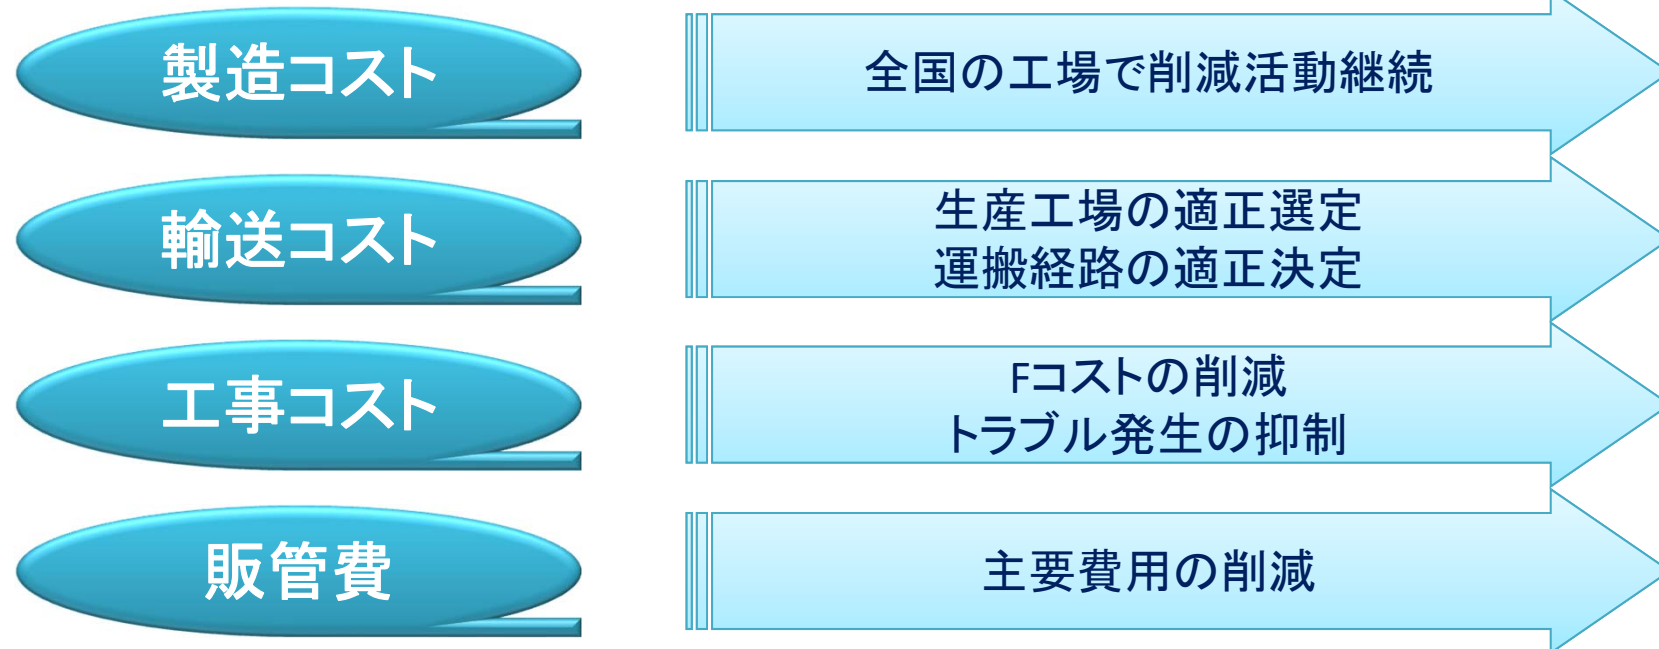 製造コスト
全国の工場で削減活動継続
輸送コスト
生産工場の適正選定
運搬経路の適正決定
工事コスト
Fコストの削減
トラブル発生の抑制
販管費
主要費用の削減